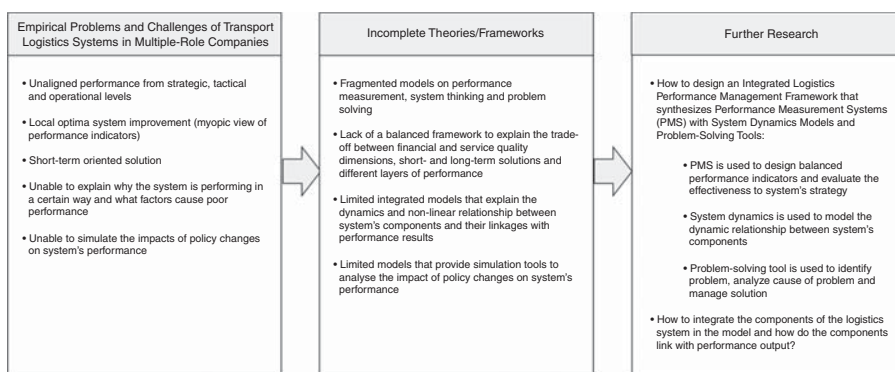 Empirical Problems and Challenges of Transport
Logistics Systems in Multiple-Role Companies
• Unaligned performance from strategic, tactical
and operational levels
• Local optima system improvement (myopic view of
performance indicators)
• Short-term oriented solution
• Unable to explain why the system is performing in
a certain way and what factors cause poor
performance
• Unable to simulate the impacts of policy changes
on system's performance
Incomplete Theories/Frameworks
• Fragmented models on performance
measurement, system thinking and problem
solving
• Lack of a balanced framework to explain the trade-
off between financial and service quality
dimensions, short- and long-term solutions and
different layers of performance
• Limited integrated models that explain the
dynamics and non-linear relationship between
system's components and their linkages with
performance results
• Limited models that provide simulation tools to
analyse the impact of policy changes on system's
performance
Further Research
• How to design an Integrated Logistics
Performance Management Framework that
synthesizes Performance Measurement Systems
(PMS) with System Dynamics Models and
Problem-Solving Tools:
• PMS is used to design balanced
performance indicators and evaluate the
effectiveness to system's strategy
• System dynamics is used to model the
dynamic relationship between system's
components
• Problem-solving tool is used to identify
problem, analyze cause of problem and
manage solution
• How to integrate the components of the logistics
system in the model and how do the components
link with performance output?